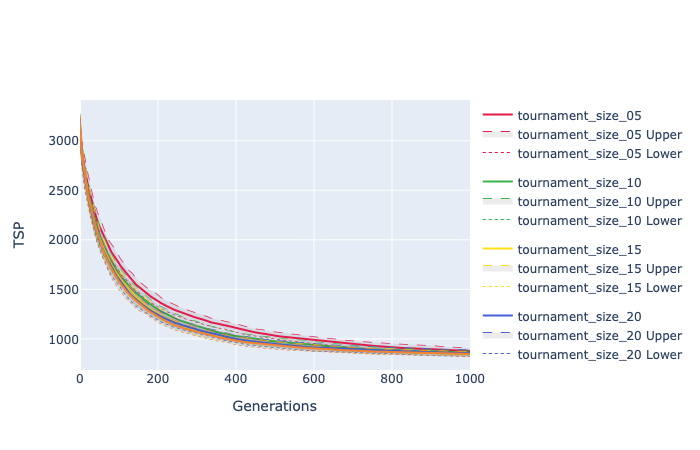 TSP
3000
2500
2000
1500
1000
0
200
400
600
800
1000
Generations
tournament_size_05
tournament_size_05 Upper
tournament_size_05 Lower
tournament_size_10
tournament_size_10 Upper
tournament_size_10 Lower
tournament_size_15
tournament_size_15 Upper
tournament_size_15 Lower
tournament_size_20
tournament_size_20 Upper
tournament_size_20 Lower